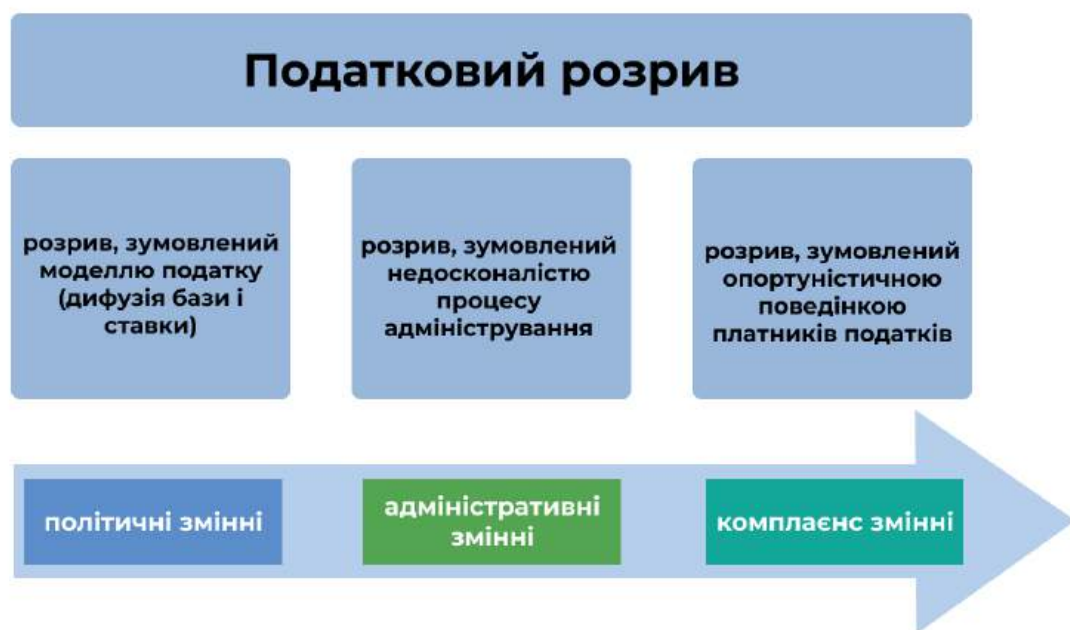 Податковий розрив
розрив, зумовлений
моделлю податку
(дифузія бази і
ставки)
розрив, зумовлений
недосконалістю
процесу
адміністрування
розрив, зумовлений
опортуністичною
поведінкою
платників податків
політичні змінні
адміністративні
змінні
комплаєнс змінні